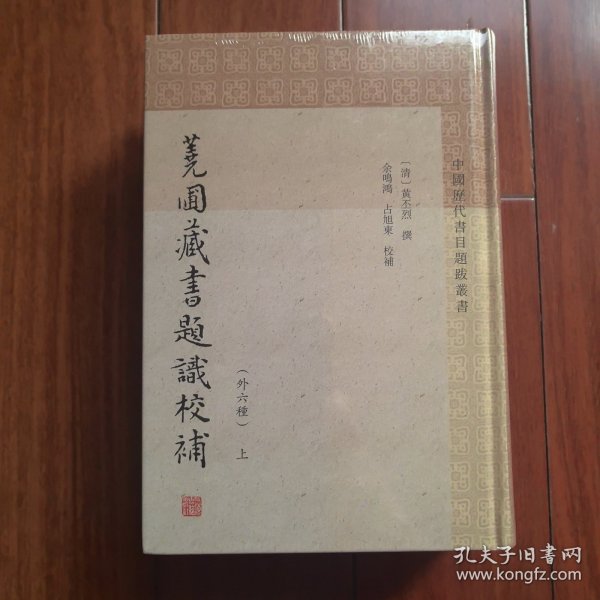 中國歷代書目題跋叢書
〔清〕黃丕烈 撰
余鳴鴻 占旭東 校補
蕘圃藏書題識校補
（外六種） 上
孔夫子旧书网
www.kongfz.com